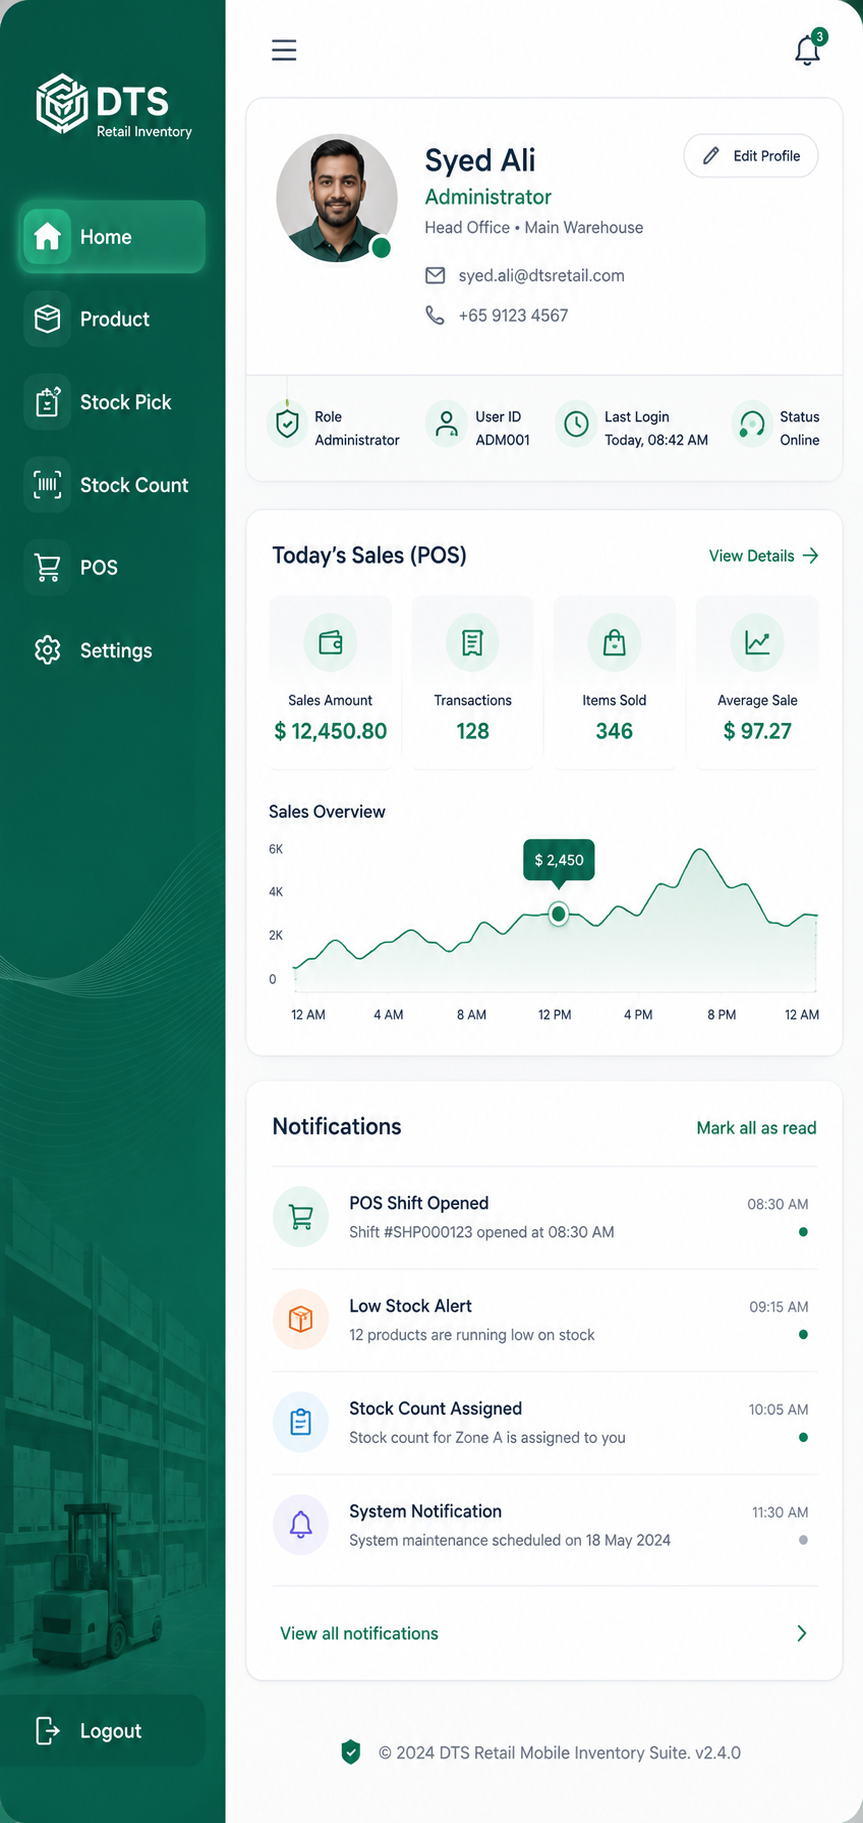 DTS
Retail Inventory
Home
Product
Stock Pick
Stock Count
POS
Settings
Logout
3
Syed Ali
Edit Profile
Administrator
Head Office • Main Warehouse
syed.ali@dtsretail.com
+65 9123 4567
Role
Administrator
User ID
ADM001
Last Login
Today, 08:42 AM
Status
Online
Today's Sales (POS)
View Details
Sales Amount
$ 12,450.80
Transactions
128
Items Sold
346
Average Sale
$ 97.27
Sales Overview
6K
4K
2K
0
$ 2,450
12 AM 4 AM 8 AM 12 PM 4 PM 8 PM 12 AM
Notifications
Mark all as read
POS Shift Opened
08:30 AM
Shift #SHP000123 opened at 08:30 AM
Low Stock Alert
09:15 AM
12 products are running low on stock
Stock Count Assigned
10:05 AM
Stock count for Zone A is assigned to you
System Notification
11:30 AM
System maintenance scheduled on 18 May 2024
View all notifications
© 2024 DTS Retail Mobile Inventory Suite. v2.4.0